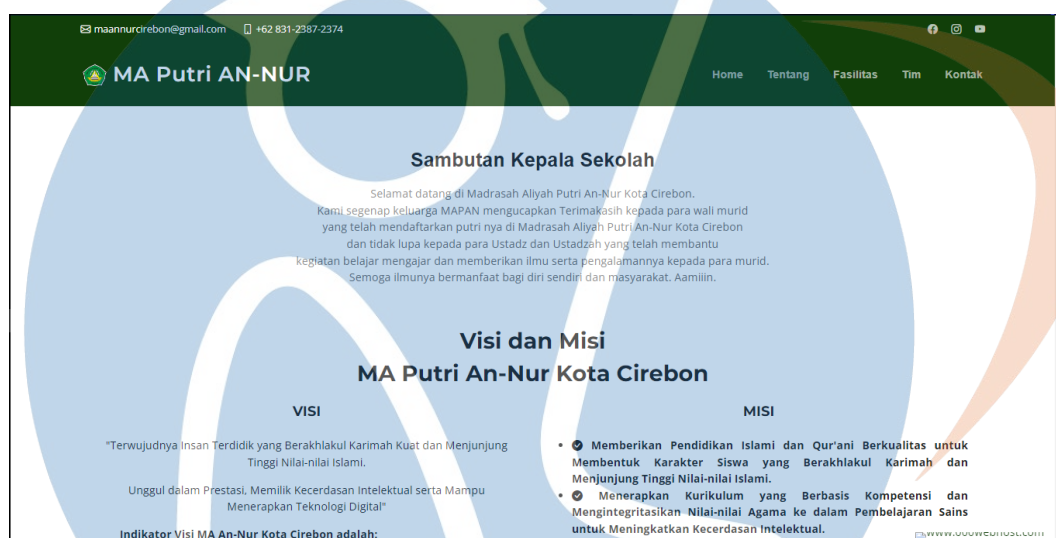 maannurcirebon@gmail.com +62 831-2387-2374
MA Putri AN-NUR
Home Tentang Fasilitas Tim Kontak
Sambutan Kepala Sekolah
Selamat datang di Madrasah Aliyah Putri An-Nur Kota Cirebon.
Kami segenap keluarga MAPAN mengucapkan Terimakasih kepada para wali murid
yang telah mendaftarkan putri nya di Madrasah Aliyah Putri An-Nur Kota Cirebon
dan tidak lupa kepada para Ustadz dan Ustadzah yang telah membantu
kegiatan belajar mengajar dan memberikan ilmu serta pengalamannya kepada para murid.
Semoga ilmunya bermanfaat bagi diri sendiri dan masyarakat. Aamiiin.
Visi dan Misi
MA Putri An-Nur Kota Cirebon
VISI
"Terwujudnya Insan Terdidik yang Berakhlakul Karimah Kuat dan Menjunjung
Tinggi Nilai-nilai Islami.
Unggul dalam Prestasi, Memilik Kecerdasan Intelektual serta Mampu
Menerapkan Teknologi Digital"
Indikator Visi MA An-Nur Kota Cirebon adalah:
MISI
Memberikan Pendidikan Islami dan Qur'ani Berkualitas untuk
Membentuk Karakter Siswa yang Berakhlakul Karimah dan
Menjunjung Tinggi Nilai-nilai Islami.
Menerapkan Kurikulum yang Berbasis Kompetensi dan
Mengintegritasikan Nilai-nilai Agama ke dalam Pembelajaran Sains
untuk Meningkatkan Kecerdasan Intelektual.
www.000webhost.com